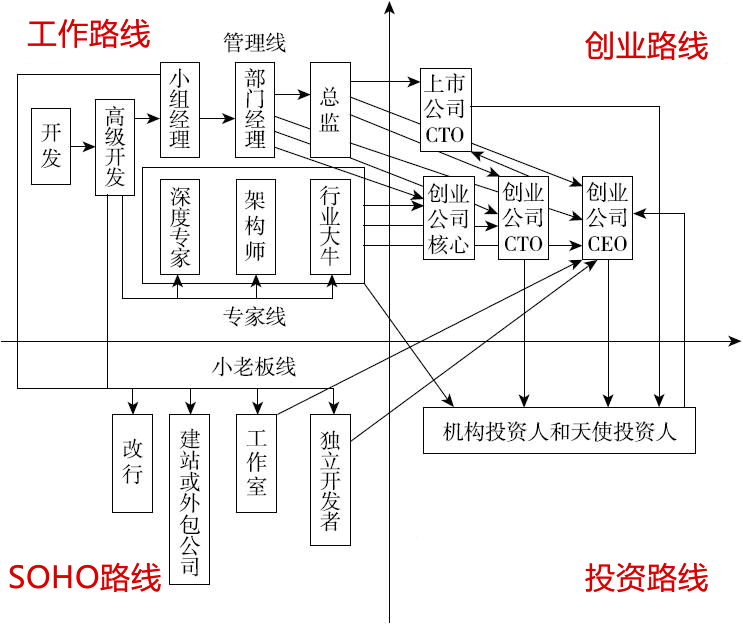 工作路线
管理线
创业路线
开发
高级开发
小组经理
部门经理
总监
上市公司CTO
深度专家
架构师
行业大牛
创业公司核心
创业公司CTO
创业公司CEO
专家线
小老板线
改行
建站或外包公司
工作室
独立开发者
机构投资人和天使投资人
SOHO路线
投资路线